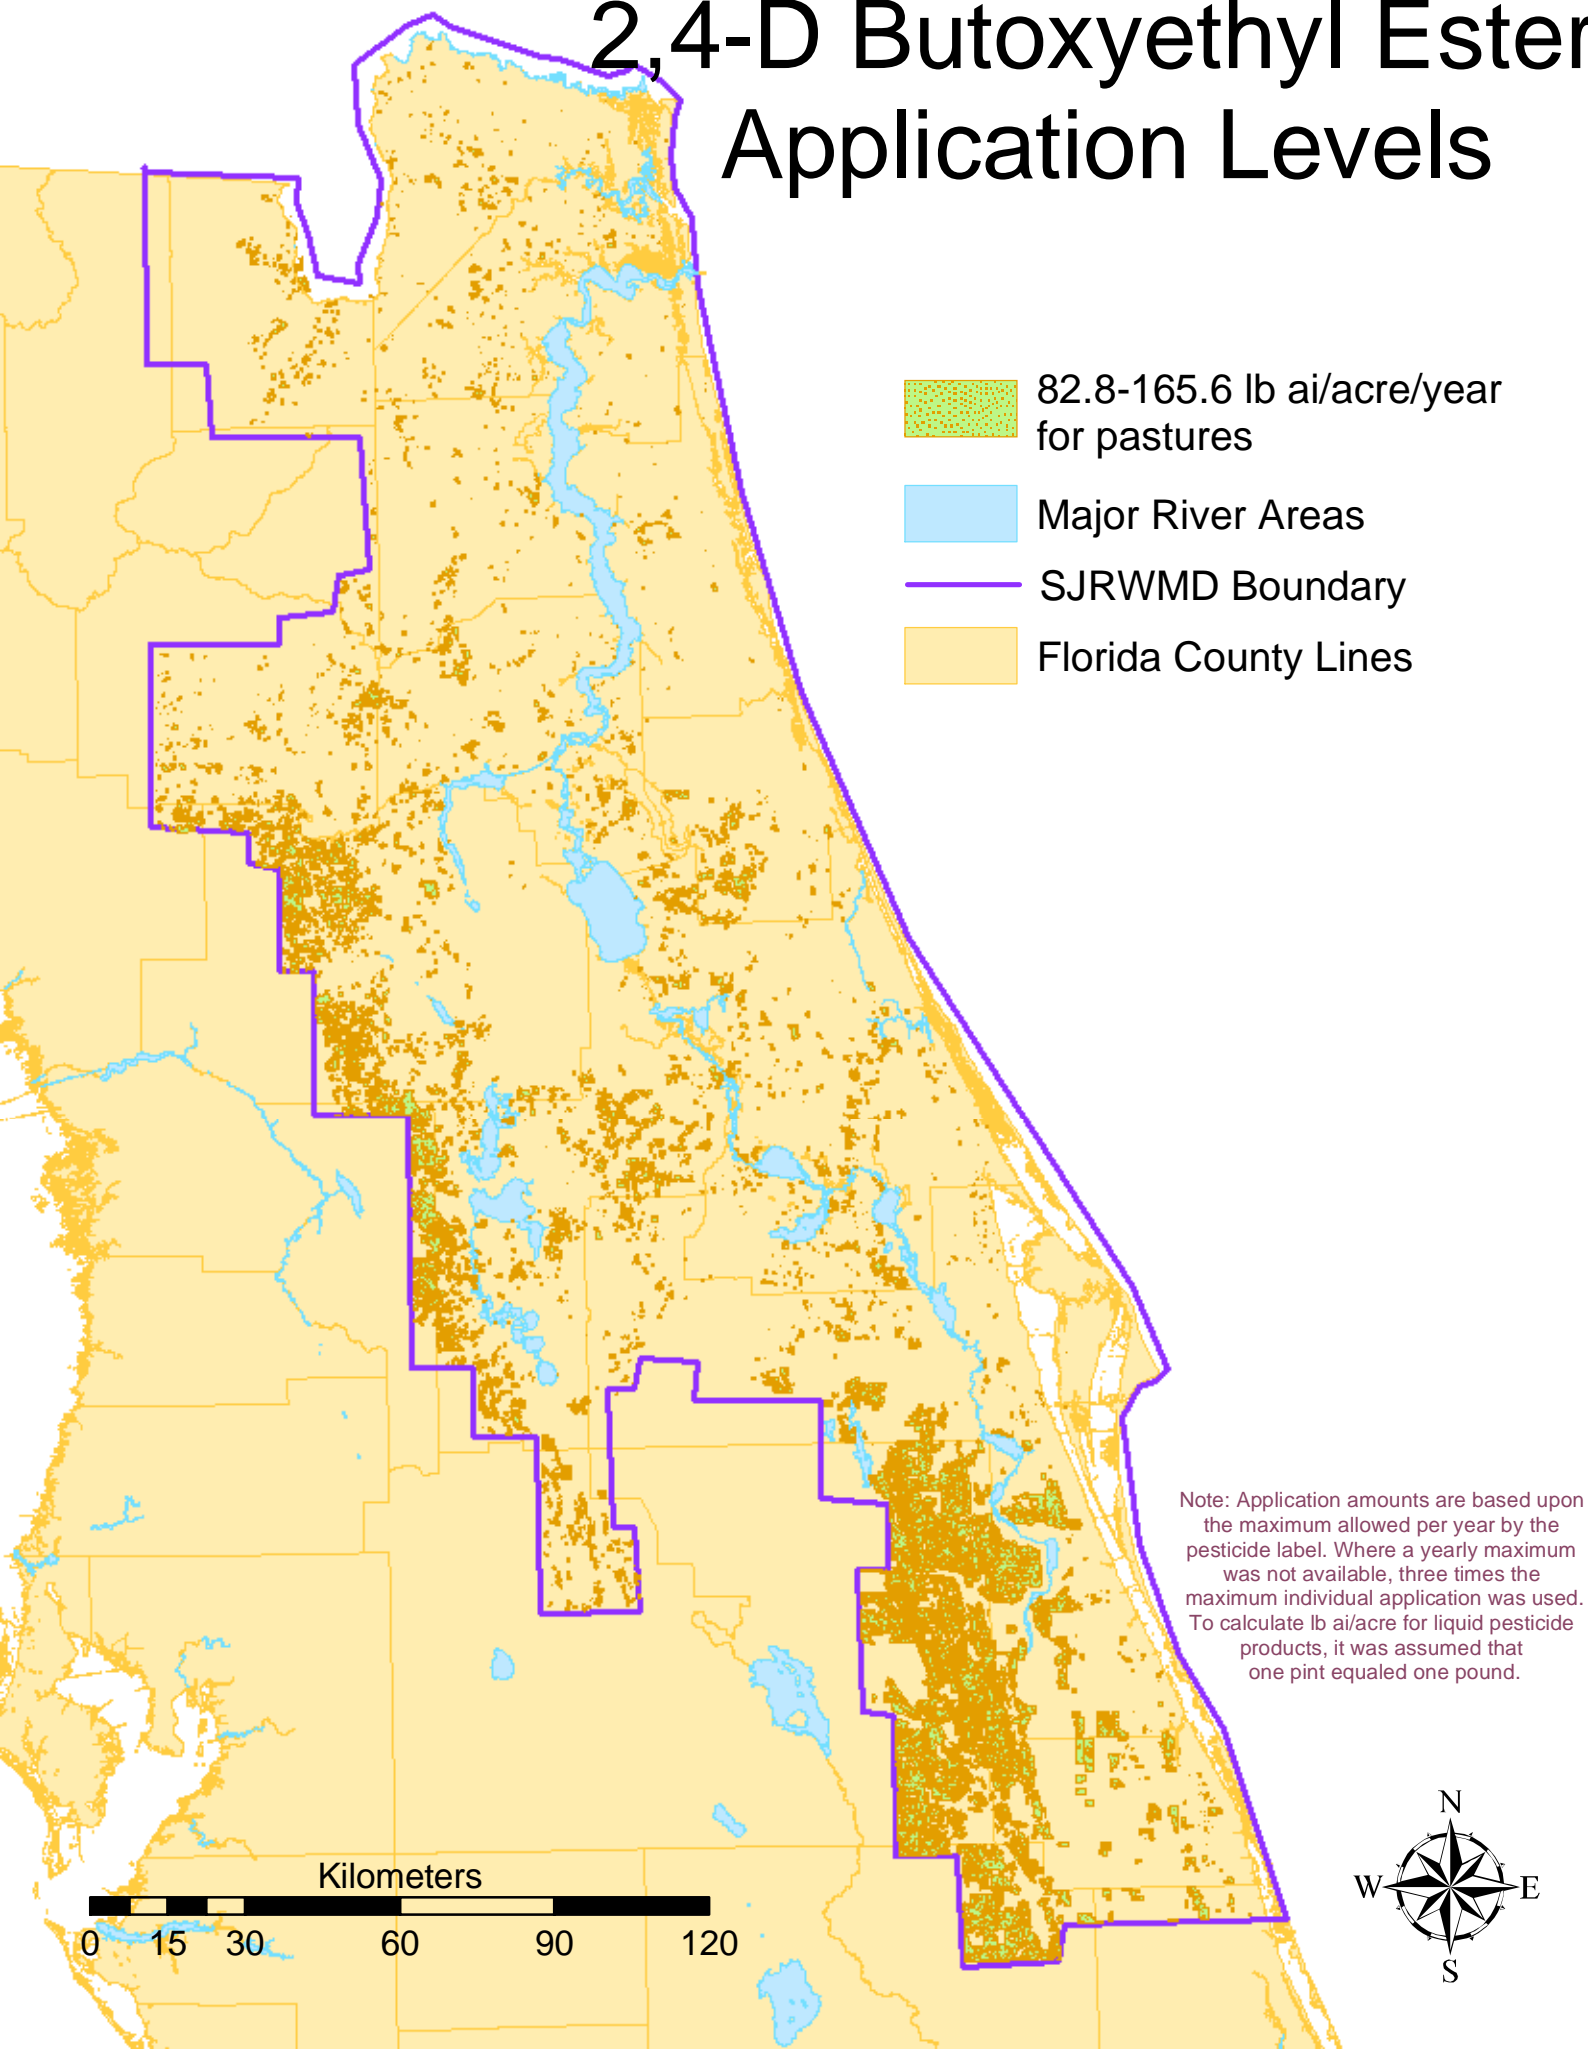 2,4-D Butoxyethyl Ester
Application Levels
82.8-165.6 lb ai/acre/year
for pastures
Major River Areas
SJRWMD Boundary
Florida County Lines
Note: Application amounts are based upon
the maximum allowed per year by the
pesticide label. Where a yearly maximum
was not available, three times the
maximum individual application was used.
To calculate lb ai/acre for liquid pesticide
products, it was assumed that
one pint equaled one pound.
N
W E
S
Kilometers
0 15 30 60 90 120